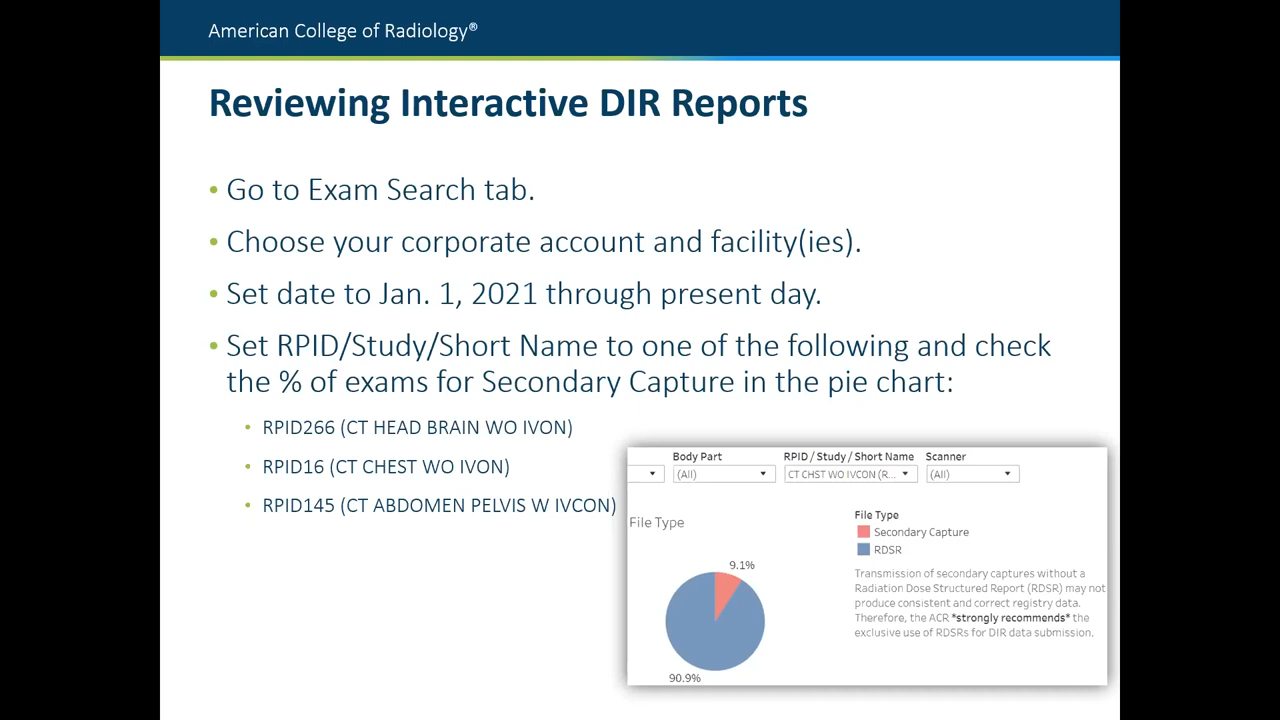 American College of Radiology®
Reviewing Interactive DIR Reports
• Go to Exam Search tab.
• Choose your corporate account and facility(ies).
• Set date to Jan. 1, 2021 through present day.
• Set RPID/Study/Short Name to one of the following and check
the % of exams for Secondary Capture in the pie chart:
• RPID266 (CT HEAD BRAIN WO IVON)
• RPID16 (CT CHEST WO IVON)
• RPID145 (CT ABDOMEN PELVIS W IVCON)
Body Part RPID / Study / Short Name Scanner
(All) CT CHST WO IVCON (R... (All)
File Type
File Type
Secondary Capture
RDSR
9.1%
90.9%
Transmission of secondary captures without a
Radiation Dose Structured Report (RDSR) may not
produce consistent and correct registry data.
Therefore, the ACR *strongly recommends* the
exclusive use of RDSRs for DIR data submission.